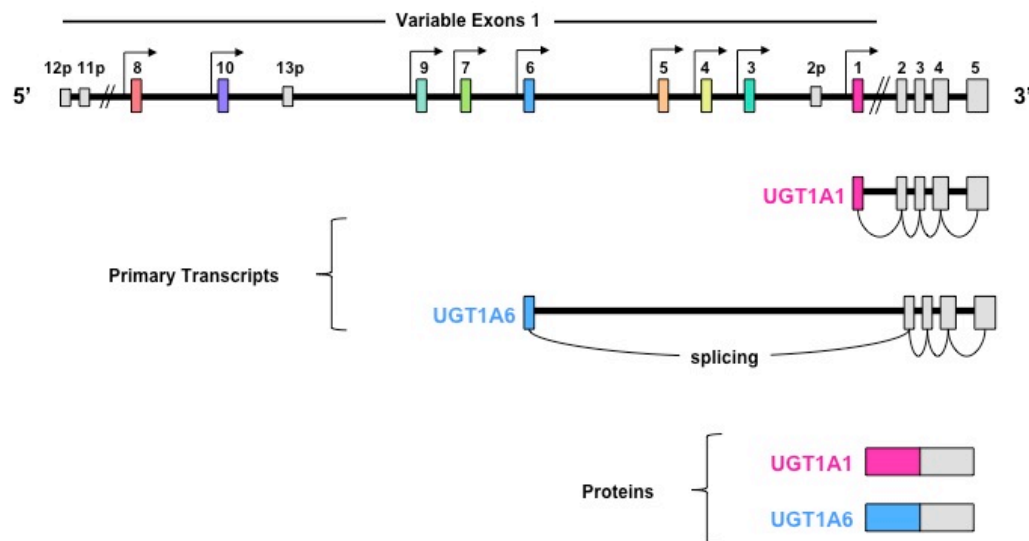 Variable Exons 1
12p 11p 8 10 13p 9 7 6 5 4 3 2p 1 2 3 4 5
5’ 3’
UGT1A1
Primary Transcripts
UGT1A6
splicing
UGT1A1
Proteins
UGT1A6